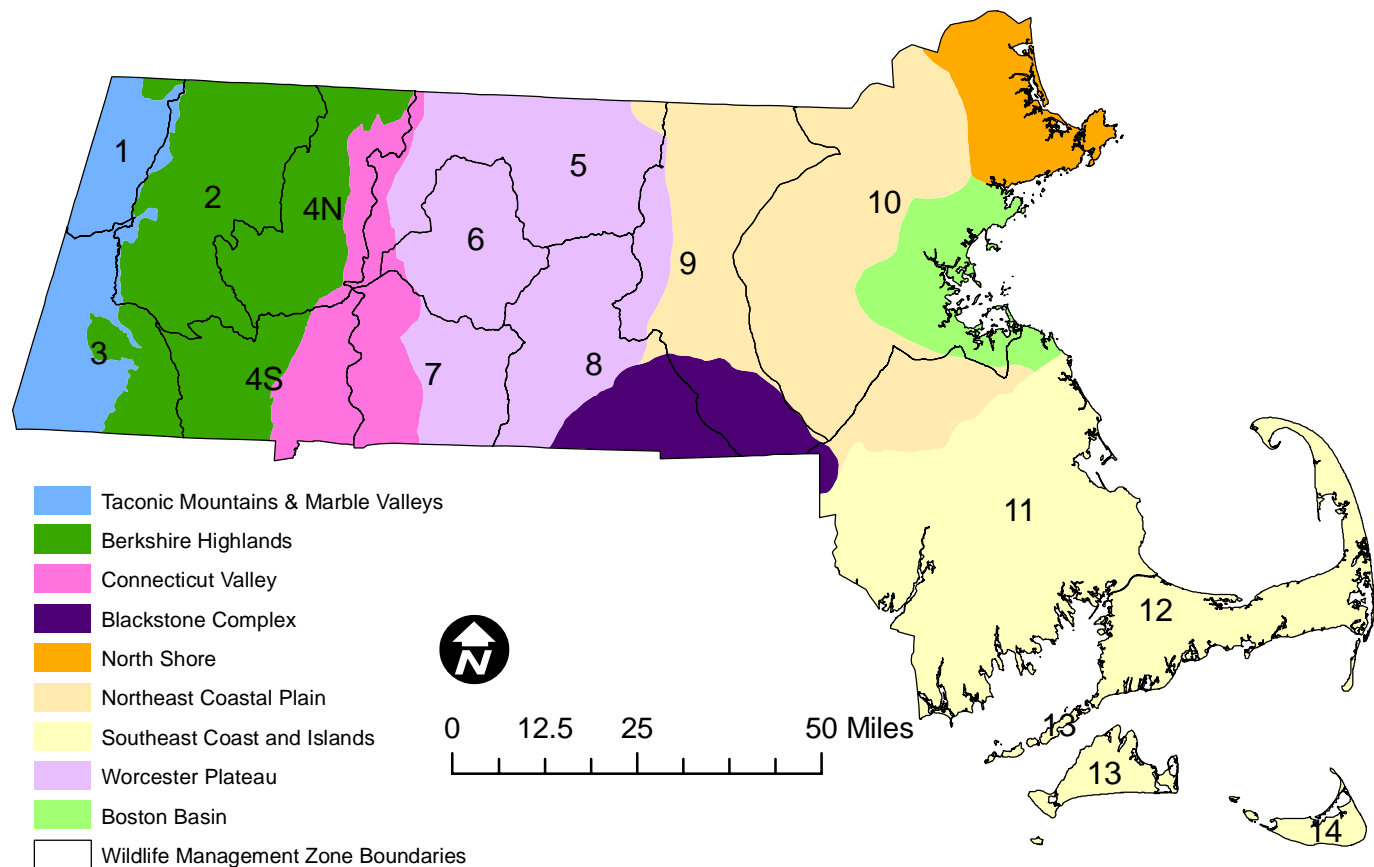 1
2
3
4N
4S
5
6
7
8
9
10
11
12
13
13
14
Taconic Mountains & Marble Valleys
Berkshire Highlands
Connecticut Valley
Blackstone Complex
North Shore
Northeast Coastal Plain
Southeast Coast and Islands
Worcester Plateau
Boston Basin
Wildlife Management Zone Boundaries
N
0 12.5 25 50 Miles